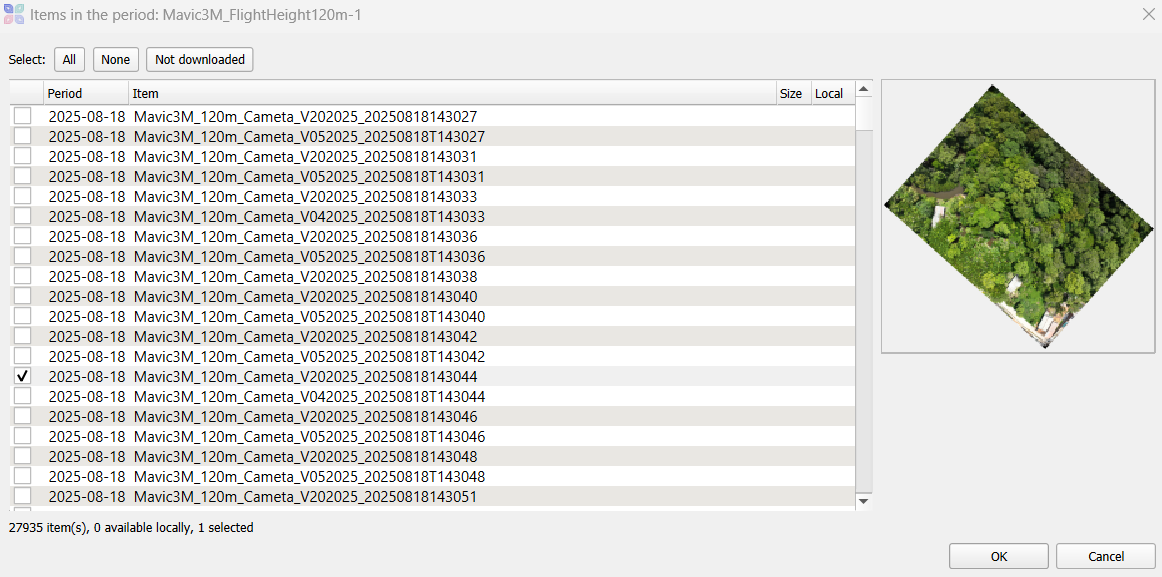 Items in the period: Mavic3M_FlightHeight120m-1
Select: All None Not downloaded
Period Item Size Local
2025-08-18 Mavic3M_120m_Cameta_V202025_20250818143027
2025-08-18 Mavic3M_120m_Cameta_V052025_20250818T143027
2025-08-18 Mavic3M_120m_Cameta_V202025_20250818143031
2025-08-18 Mavic3M_120m_Cameta_V052025_20250818T143031
2025-08-18 Mavic3M_120m_Cameta_V202025_20250818143033
2025-08-18 Mavic3M_120m_Cameta_V042025_20250818T143033
2025-08-18 Mavic3M_120m_Cameta_V202025_20250818143036
2025-08-18 Mavic3M_120m_Cameta_V052025_20250818T143036
2025-08-18 Mavic3M_120m_Cameta_V202025_20250818143038
2025-08-18 Mavic3M_120m_Cameta_V202025_20250818143040
2025-08-18 Mavic3M_120m_Cameta_V052025_20250818T143040
2025-08-18 Mavic3M_120m_Cameta_V202025_20250818143042
2025-08-18 Mavic3M_120m_Cameta_V052025_20250818T143042
2025-08-18 Mavic3M_120m_Cameta_V202025_20250818143044
2025-08-18 Mavic3M_120m_Cameta_V042025_20250818T143044
2025-08-18 Mavic3M_120m_Cameta_V202025_20250818143046
2025-08-18 Mavic3M_120m_Cameta_V052025_20250818T143046
2025-08-18 Mavic3M_120m_Cameta_V202025_20250818143048
2025-08-18 Mavic3M_120m_Cameta_V052025_20250818T143048
2025-08-18 Mavic3M_120m_Cameta_V202025_20250818143051
27935 item(s), 0 available locally, 1 selected
OK Cancel